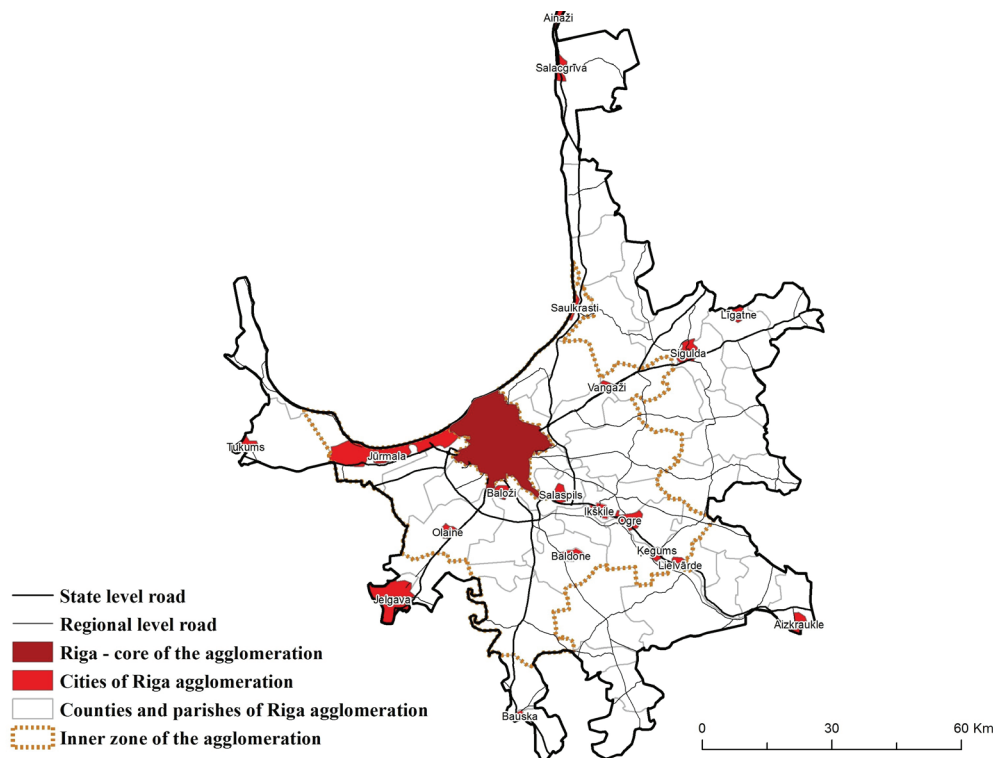 Ainaži
Salacgrīva
Saulkrasti
Līgatne
Sigulda
Vangaži
Tukums
Jūrmala
Baloži
Salaspils
Ikškile
Ogre
Olaine
Baldone
Ķegums
Lielvārde
Jelgava
Aizkraukle
Bauska
State level road
Regional level road
Riga - core of the agglomeration
Cities of Riga agglomeration
Counties and parishes of Riga agglomeration
Inner zone of the agglomeration
0 30 60 Km